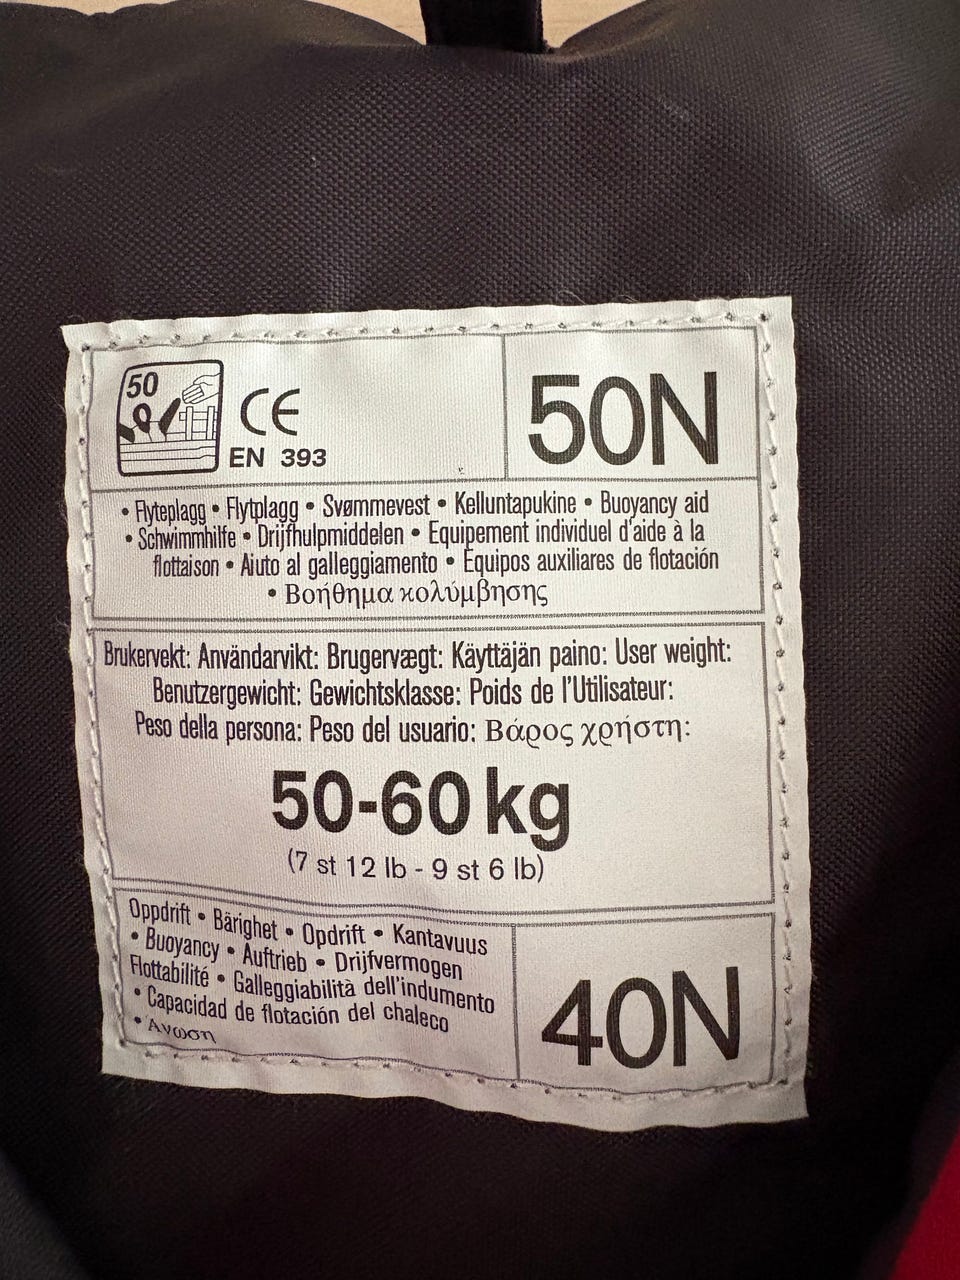 50
CE
EN 393
50N
• Flyteplagg • Flytplagg • Svømmevest • Kelluntapukine • Buoyancy aid
• Schwimmhilfe • Drijfhulpmiddelen • Equipement individuel d'aide à la
flottaison • Aiuto al galleggiamento • Equipos auxiliares de flotación
• Βοήθημα κολύμβησης
Brukervekt: Användarvikt: Brugervægt: Käyttäjän paino: User weight:
Benutzergewicht: Gewichtsklasse: Poids de l'Utilisateur:
Peso della persona: Peso del usuario: Βάρος χρήστη:
50-60 kg
(7 st 12 lb - 9 st 6 lb)
Oppdrift • Bärighet • Opdrift • Kantavuus
• Buoyancy • Auftrieb • Drijfvermogen
Flottabilité • Galleggiabilità dell'indumento
• Capacidad de flotación del chaleco
• Άνωση
40N